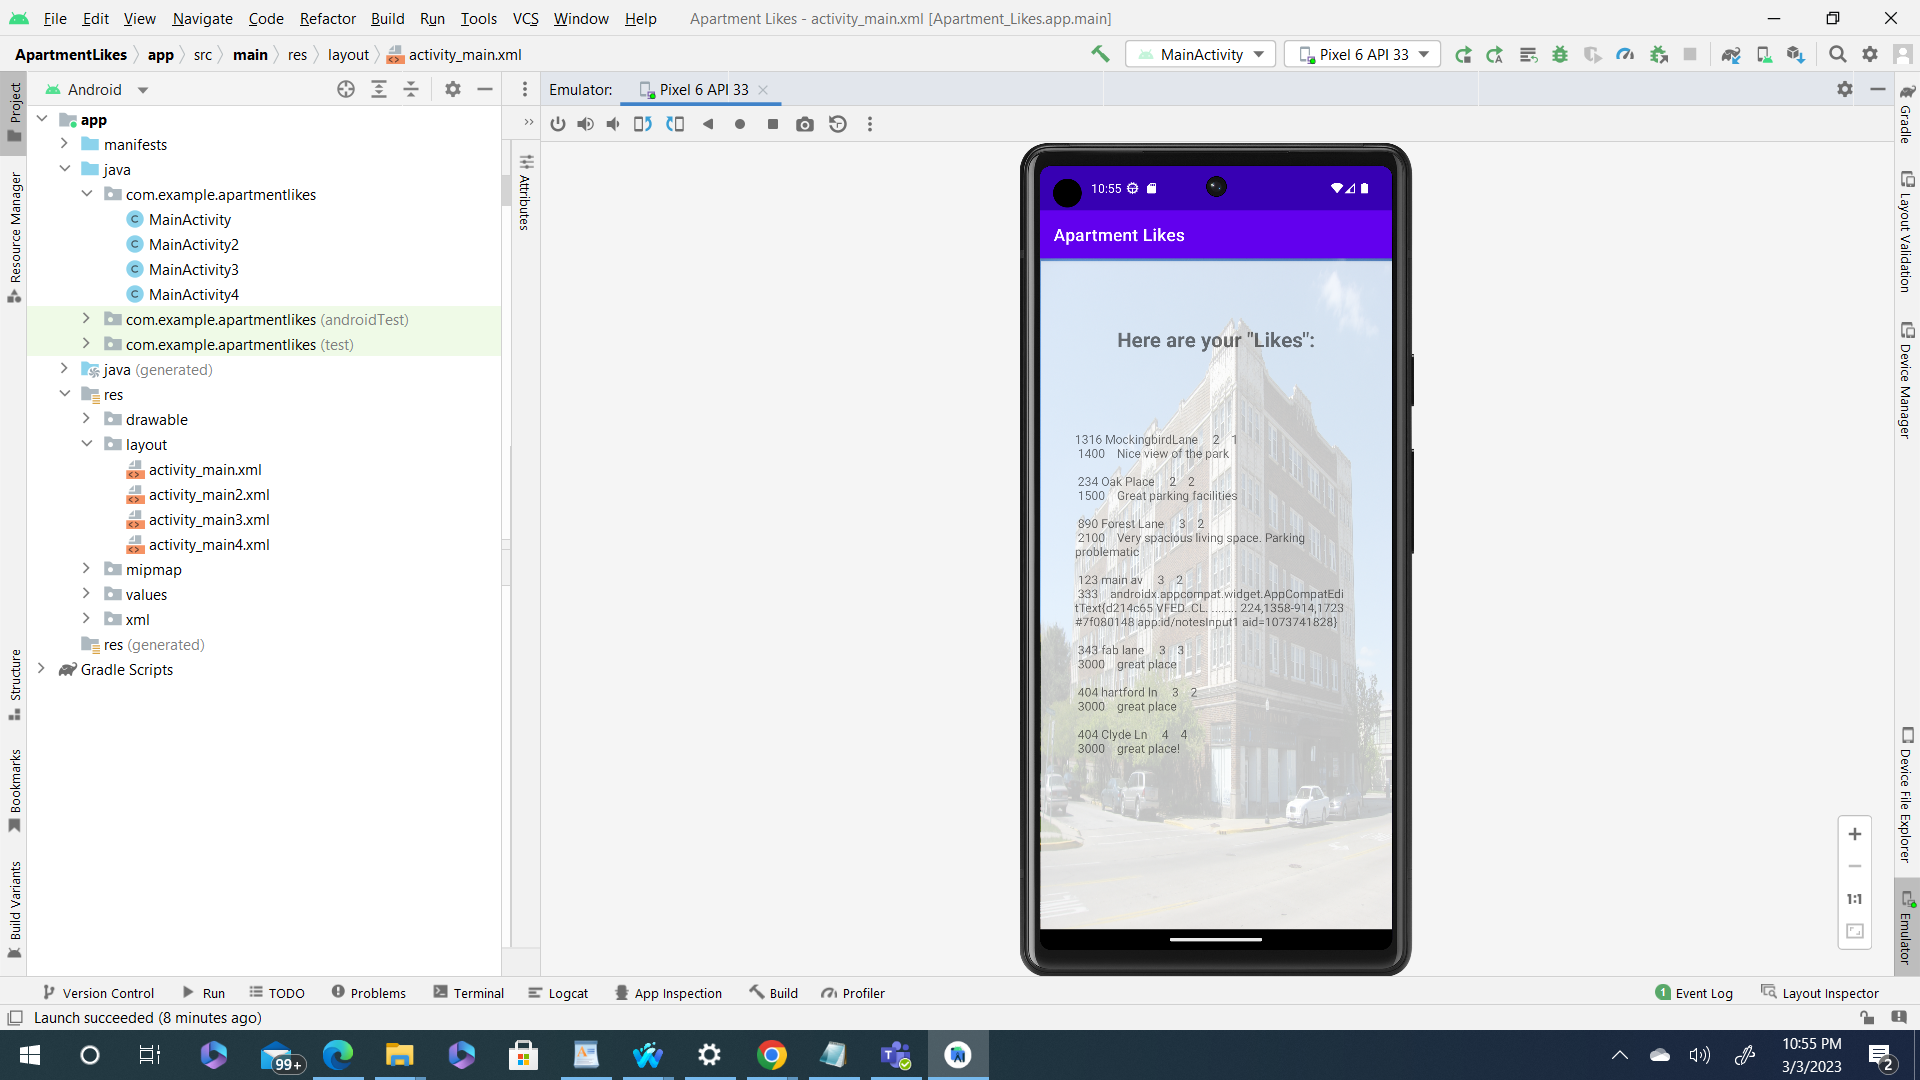 File Edit View Navigate Code Refactor Build Run Tools VCS Window Help Apartment Likes - activity_main.xml [Apartment_Likes.app.main]
ApartmentLikes app src main res layout activity_main.xml MainActivity Pixel 6 API 33
Android Emulator: Pixel 6 API 33
Project
Resource Manager
Structure
Bookmarks
Build Variants
app
manifests
java
com.example.apartmentlikes
MainActivity
MainActivity2
MainActivity3
MainActivity4
com.example.apartmentlikes (androidTest)
com.example.apartmentlikes (test)
java (generated)
res
drawable
layout
activity_main.xml
activity_main2.xml
activity_main3.xml
activity_main4.xml
mipmap
values
xml
res (generated)
Gradle Scripts
Attributes
10:55
Apartment Likes
Here are your "Likes":
1316 MockingbirdLane 2 1
1400 Nice view of the park
234 Oak Place 2 2
1500 Great parking facilities
890 Forest Lane 3 2
2100 Very spacious living space. Parking
problematic
123 main av 3 2
333 androidx.appcompat.widget.AppCompatEdi
tText{d214c65 VFED..CL. ........ 224,1358-914,1723
#7f080148 app:id/notesInput1 aid=1073741828}
343 fab lane 3 3
3000 great place
404 hartford ln 3 2
3000 great place
404 Clyde Ln 4 4
3000 great place!
1:1
Gradle
Layout Validation
Device Manager
Device File Explorer
Emulator
Version Control Run TODO Problems Terminal Logcat App Inspection Build Profiler 1 Event Log Layout Inspector
Launch succeeded (8 minutes ago)
99+
10:55 PM
3/3/2023
2